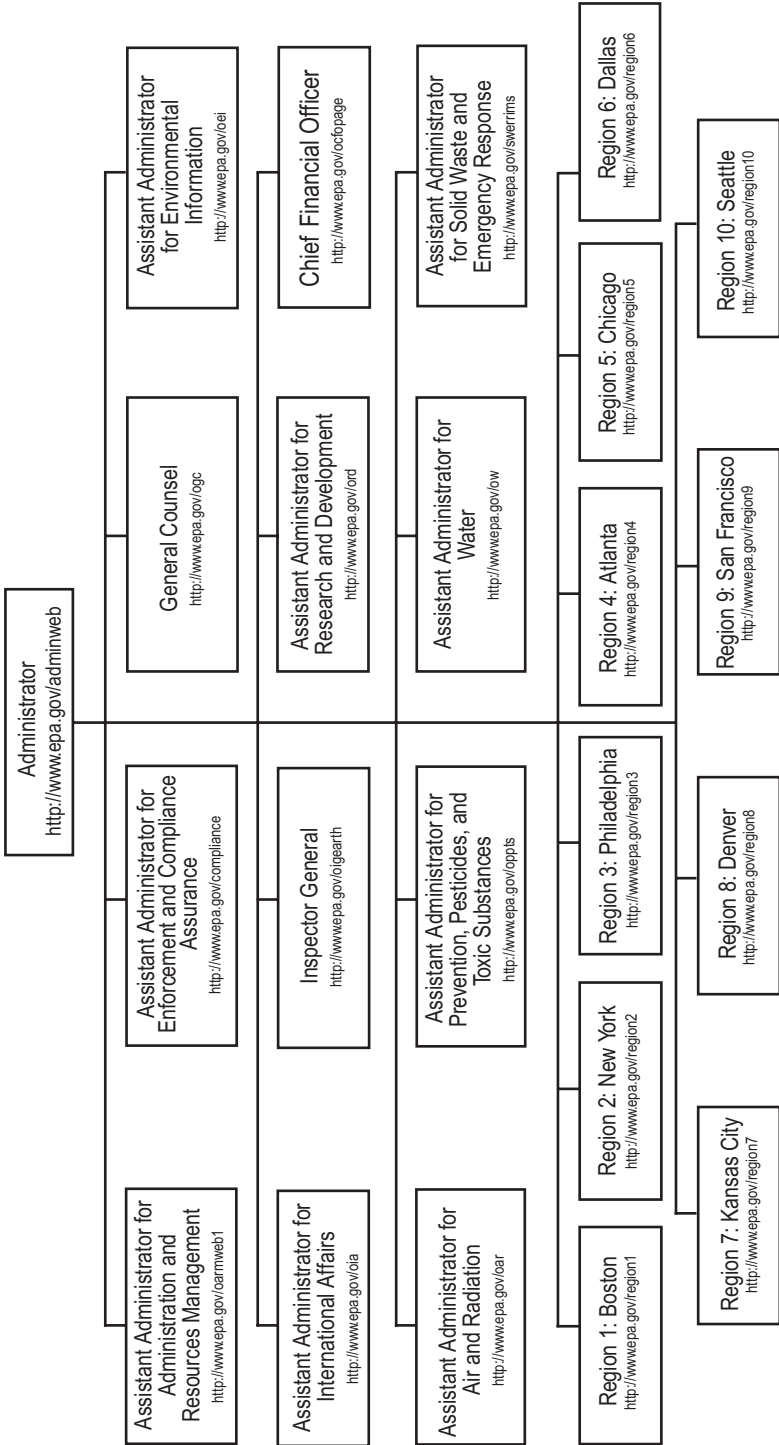 Administrator
http://www.epa.gov/adminweb
Assistant Administrator for
Administration and
Resources Management
http://www.epa.gov/oarmweb1
Assistant Administrator for
Enforcement and Compliance
Assurance
http://www.epa.gov/compliance
General Counsel
http://www.epa.gov/ogc
Assistant Administrator
for Environmental
Information
http://www.epa.gov/oei
Assistant Administrator for
International Affairs
http://www.epa.gov/oia
Inspector General
http://www.epa.gov/oigearth
Assistant Administrator for
Research and Development
http://www.epa.gov/ord
Chief Financial Officer
http://www.epa.gov/ocfopage
Assistant Administrator for
Air and Radiation
http://www.epa.gov/oar
Assistant Administrator for
Prevention, Pesticides, and
Toxic Substances
http://www.epa.gov/oppts
Assistant Administrator for
Water
http://www.epa.gov/ow
Assistant Administrator
for Solid Waste and
Emergency Response
http://www.epa.gov/swerrims
Region 1: Boston
http://www.epa.gov/region1
Region 2: New York
http://www.epa.gov/region2
Region 3: Philadelphia
http://www.epa.gov/region3
Region 4: Atlanta
http://www.epa.gov/region4
Region 5: Chicago
http://www.epa.gov/region5
Region 6: Dallas
http://www.epa.gov/region6
Region 7: Kansas City
http://www.epa.gov/region7
Region 8: Denver
http://www.epa.gov/region8
Region 9: San Francisco
http://www.epa.gov/region9
Region 10: Seattle
http://www.epa.gov/region10